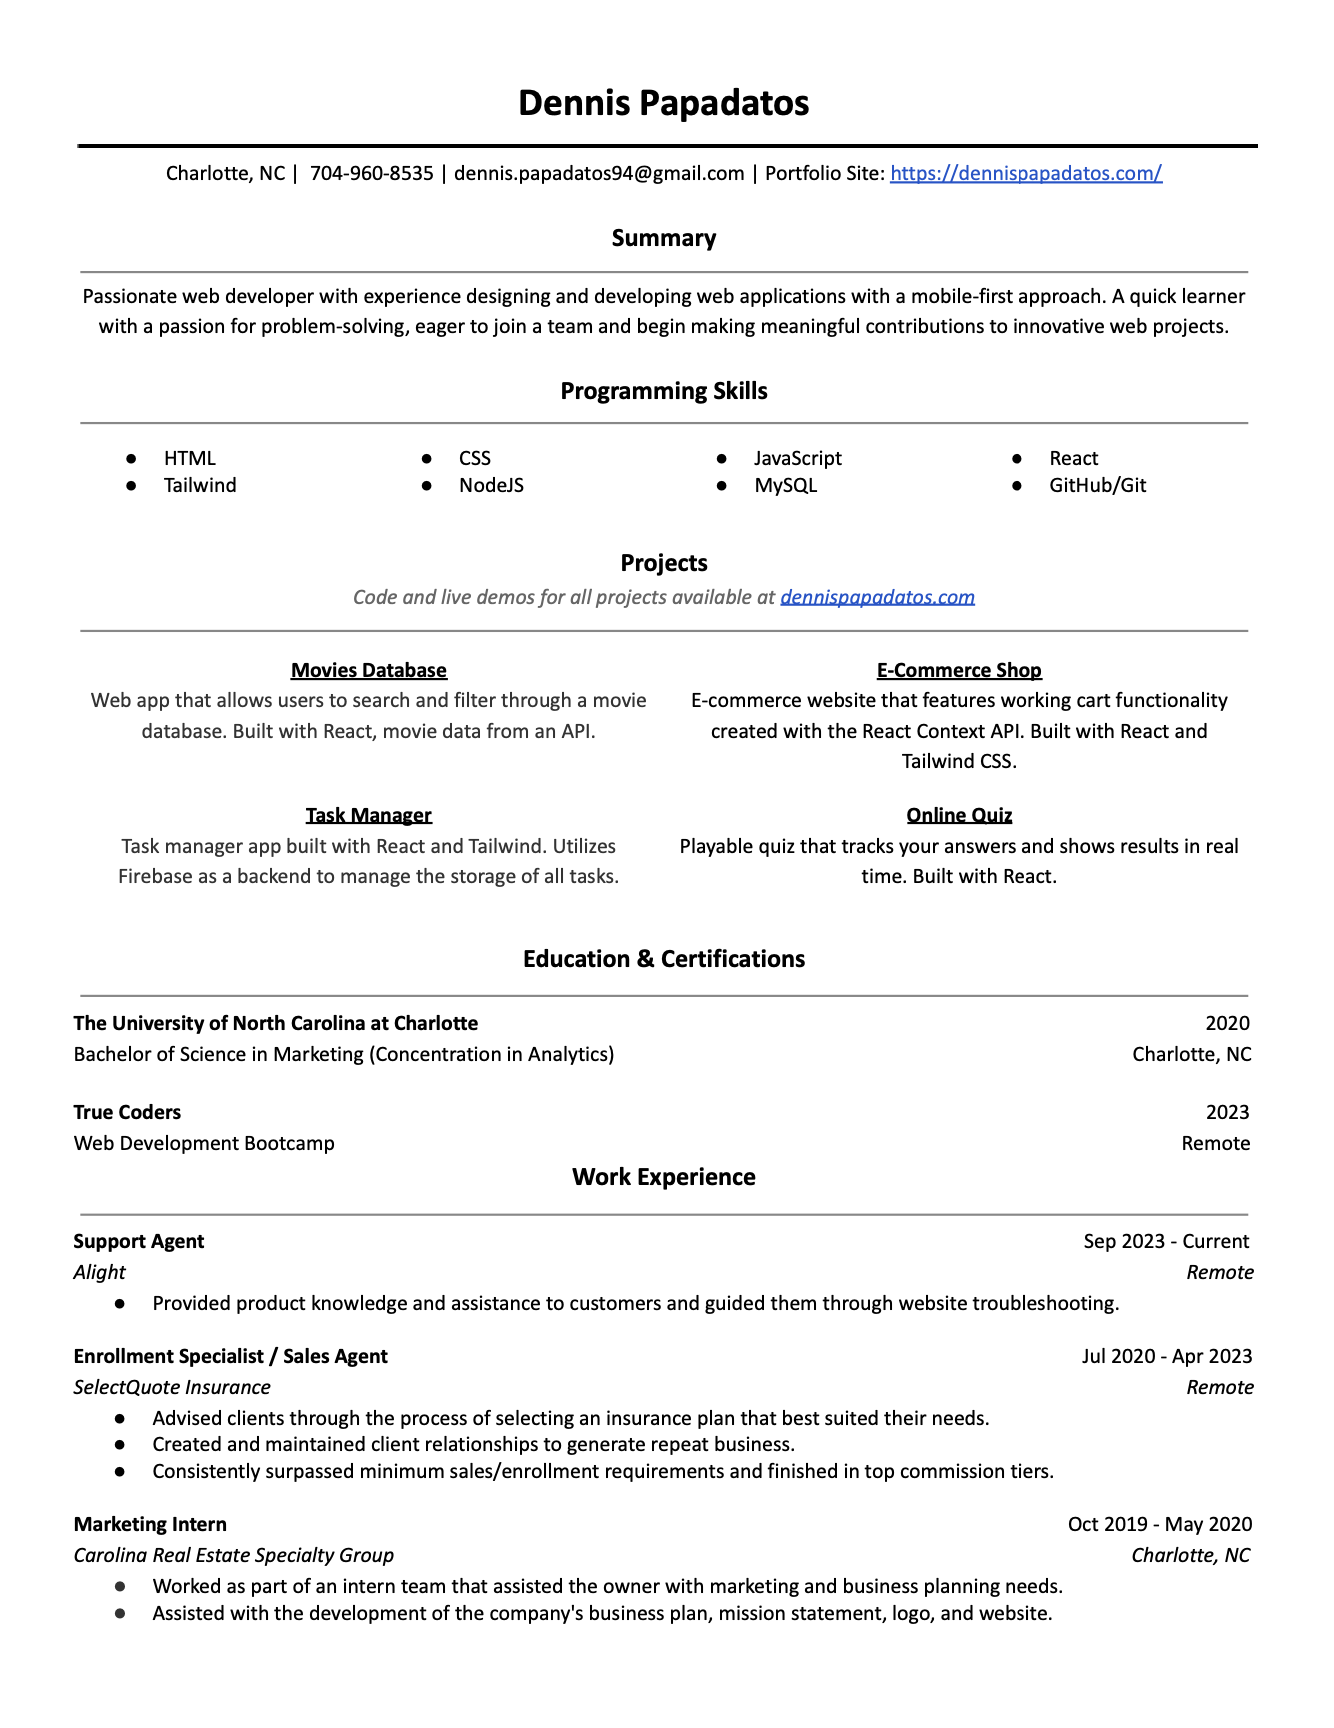 Dennis Papadatos
Charlotte, NC | 704-960-8535 | dennis.papadatos94@gmail.com | Portfolio Site: https://dennispapadatos.com/
Summary
Passionate web developer with experience designing and developing web applications with a mobile-first approach. A quick learner
with a passion for problem-solving, eager to join a team and begin making meaningful contributions to innovative web projects.
Programming Skills
● HTML ● CSS ● JavaScript ● React
● Tailwind ● NodeJS ● MySQL ● GitHub/Git
Projects
Code and live demos for all projects available at dennispapadatos.com
Movies Database
Web app that allows users to search and filter through a movie
database. Built with React, movie data from an API.
E-Commerce Shop
E-commerce website that features working cart functionality
created with the React Context API. Built with React and
Tailwind CSS.
Task Manager
Task manager app built with React and Tailwind. Utilizes
Firebase as a backend to manage the storage of all tasks.
Online Quiz
Playable quiz that tracks your answers and shows results in real
time. Built with React.
Education & Certifications
The University of North Carolina at Charlotte 2020
Bachelor of Science in Marketing (Concentration in Analytics) Charlotte, NC
True Coders 2023
Web Development Bootcamp Remote
Work Experience
Support Agent Sep 2023 - Current
Alight Remote
● Provided product knowledge and assistance to customers and guided them through website troubleshooting.
Enrollment Specialist / Sales Agent Jul 2020 - Apr 2023
SelectQuote Insurance Remote
● Advised clients through the process of selecting an insurance plan that best suited their needs.
● Created and maintained client relationships to generate repeat business.
● Consistently surpassed minimum sales/enrollment requirements and finished in top commission tiers.
Marketing Intern Oct 2019 - May 2020
Carolina Real Estate Specialty Group Charlotte, NC
● Worked as part of an intern team that assisted the owner with marketing and business planning needs.
● Assisted with the development of the company's business plan, mission statement, logo, and website.